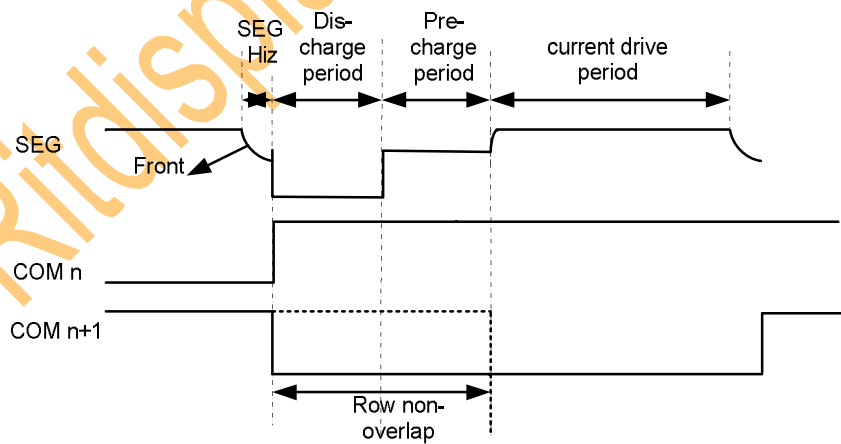 SEG
Hiz
Dis-
charge
period
Pre-
charge
period
current drive
period
SEG
Front
COM n
COM n+1
Row non-
overlap
Ritdisplay